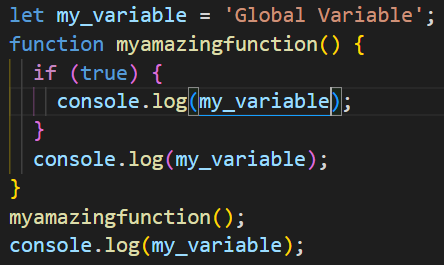 let my_variable = 'Global Variable';
function myamazingfunction() {
  if (true) {
    console.log(my_variable);
  }
  console.log(my_variable);
}
myamazingfunction();
console.log(my_variable);